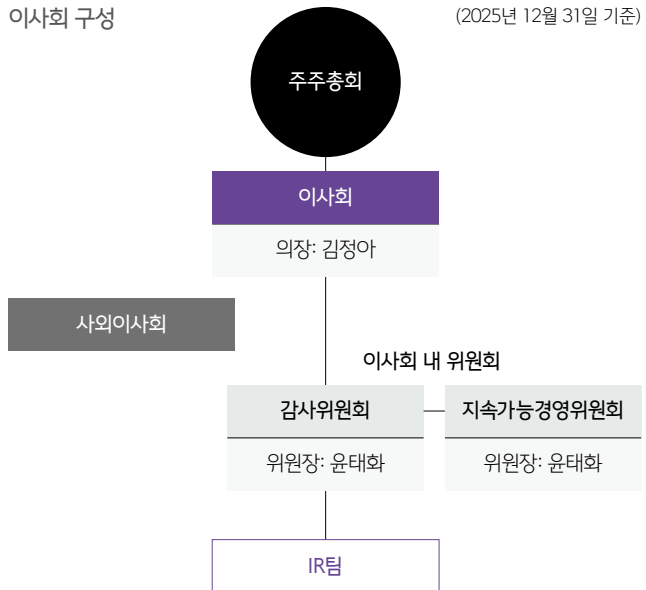 이사회 구성
(2025년 12월 31일 기준)
주주총회
이사회
의장: 김정아
사외이사회
이사회 내 위원회
감사위원회
지속가능경영위원회
위원장: 윤태화
위원장: 윤태화
IR팀